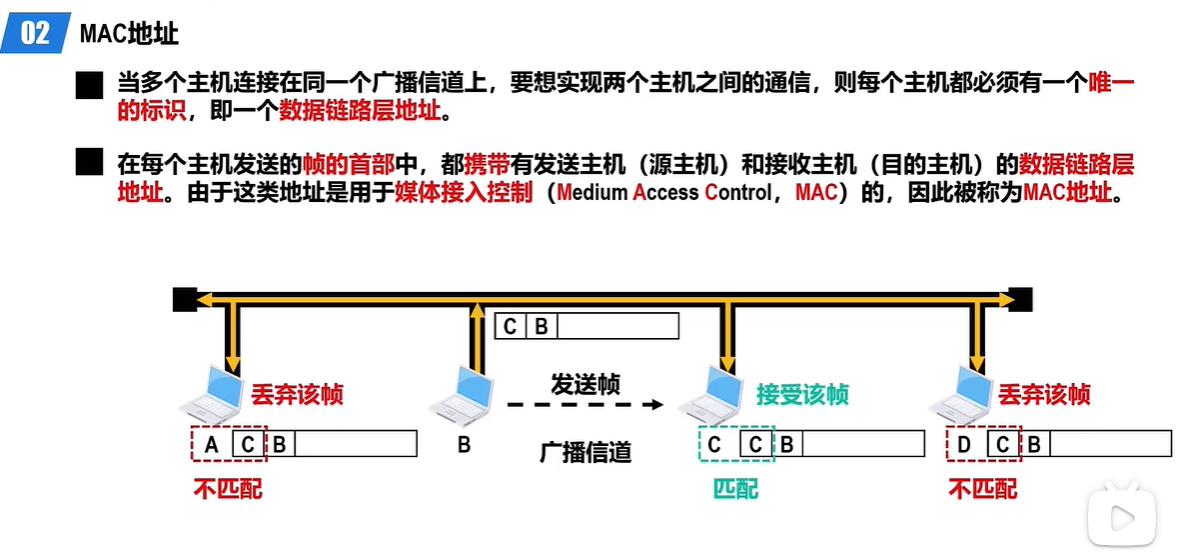 02 MAC地址
当多个主机连接在同一个广播信道上，要想实现两个主机之间的通信，则每个主机都必须有一个唯一
的标识，即一个数据链路层地址。
在每个主机发送的帧的首部中，都携带有发送主机（源主机）和接收主机（目的主机）的数据链路层
地址。由于这类地址是用于媒体接入控制（Medium Access Control，MAC）的，因此被称为MAC地址。
C B
丢弃该帧
发送帧
接受该帧
丢弃该帧
A C B
B
广播信道
C C B
D C B
不匹配
匹配
不匹配